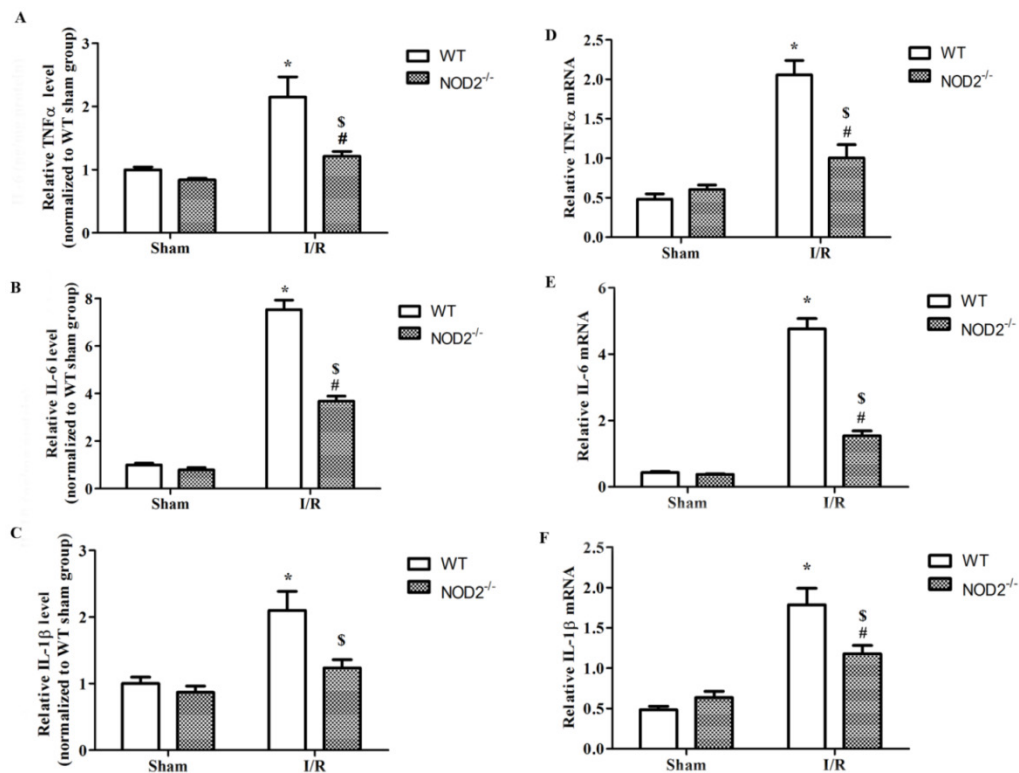 A
Relative TNFα level
(normalized to WT sham group)
3
2
1
0
*
$
#
Sham
I/R
WT
NOD2-/-
B
Relative IL-6 level
(normalized to WT sham group)
8
6
4
2
0
*
$
#
Sham
I/R
WT
NOD2-/-
C
Relative IL-1β level
(normalized to WT sham group)
3
2
1
0
*
$
Sham
I/R
WT
NOD2-/-
D
Relative TNFα mRNA
2.5
2.0
1.5
1.0
0.5
0.0
*
$
#
Sham
I/R
WT
NOD2-/-
E
Relative IL-6 mRNA
6
4
2
0
*
$
#
Sham
I/R
WT
NOD2-/-
F
Relative IL-1β mRNA
2.5
2.0
1.5
1.0
0.5
0.0
*
$
#
Sham
I/R
WT
NOD2-/-